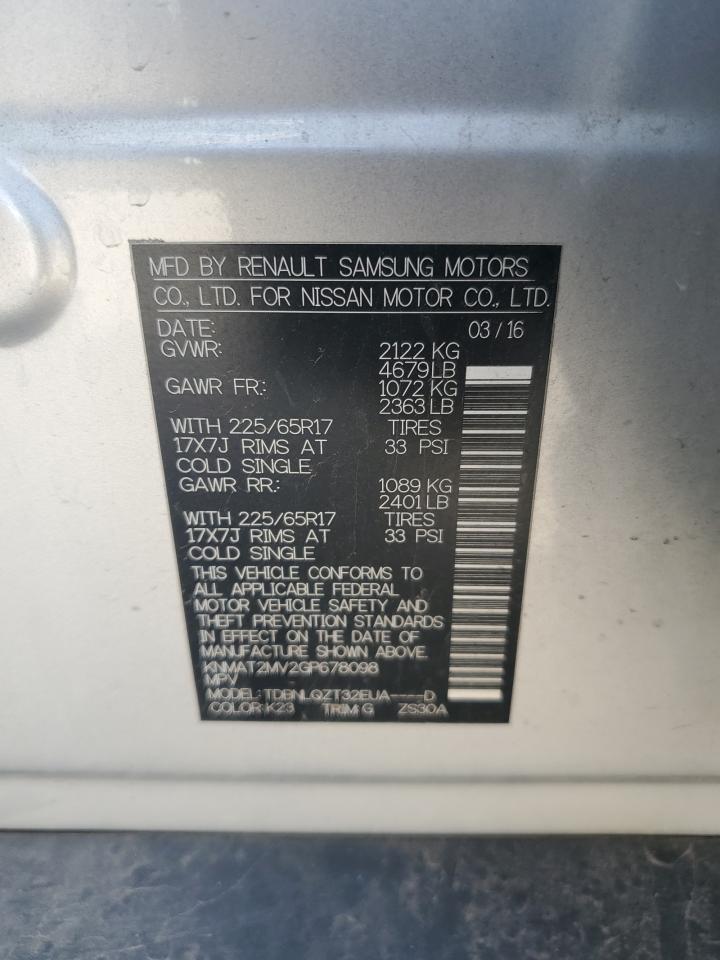 MFD BY RENAULT SAMSUNG MOTORS
CO., LTD. FOR NISSAN MOTOR CO., LTD.
DATE: 03 / 16
GVWR: 2122 KG
4679 LB
GAWR FR.: 1072 KG
2363 LB
WITH 225/65R17 TIRES
17X7J RIMS AT 33 PSI
COLD SINGLE
GAWR RR.: 1089 KG
2401 LB
WITH 225/65R17 TIRES
17X7J RIMS AT 33 PSI
COLD SINGLE
THIS VEHICLE CONFORMS TO
ALL APPLICABLE FEDERAL
MOTOR VEHICLE SAFETY AND
THEFT PREVENTION STANDARDS
IN EFFECT ON THE DATE OF
MANUFACTURE SHOWN ABOVE.
KNMAT2MV2GP678098
MPV
MODEL: TDBNLQZT32EUA----D
COLOR: K23 TRIM: G ZS30A